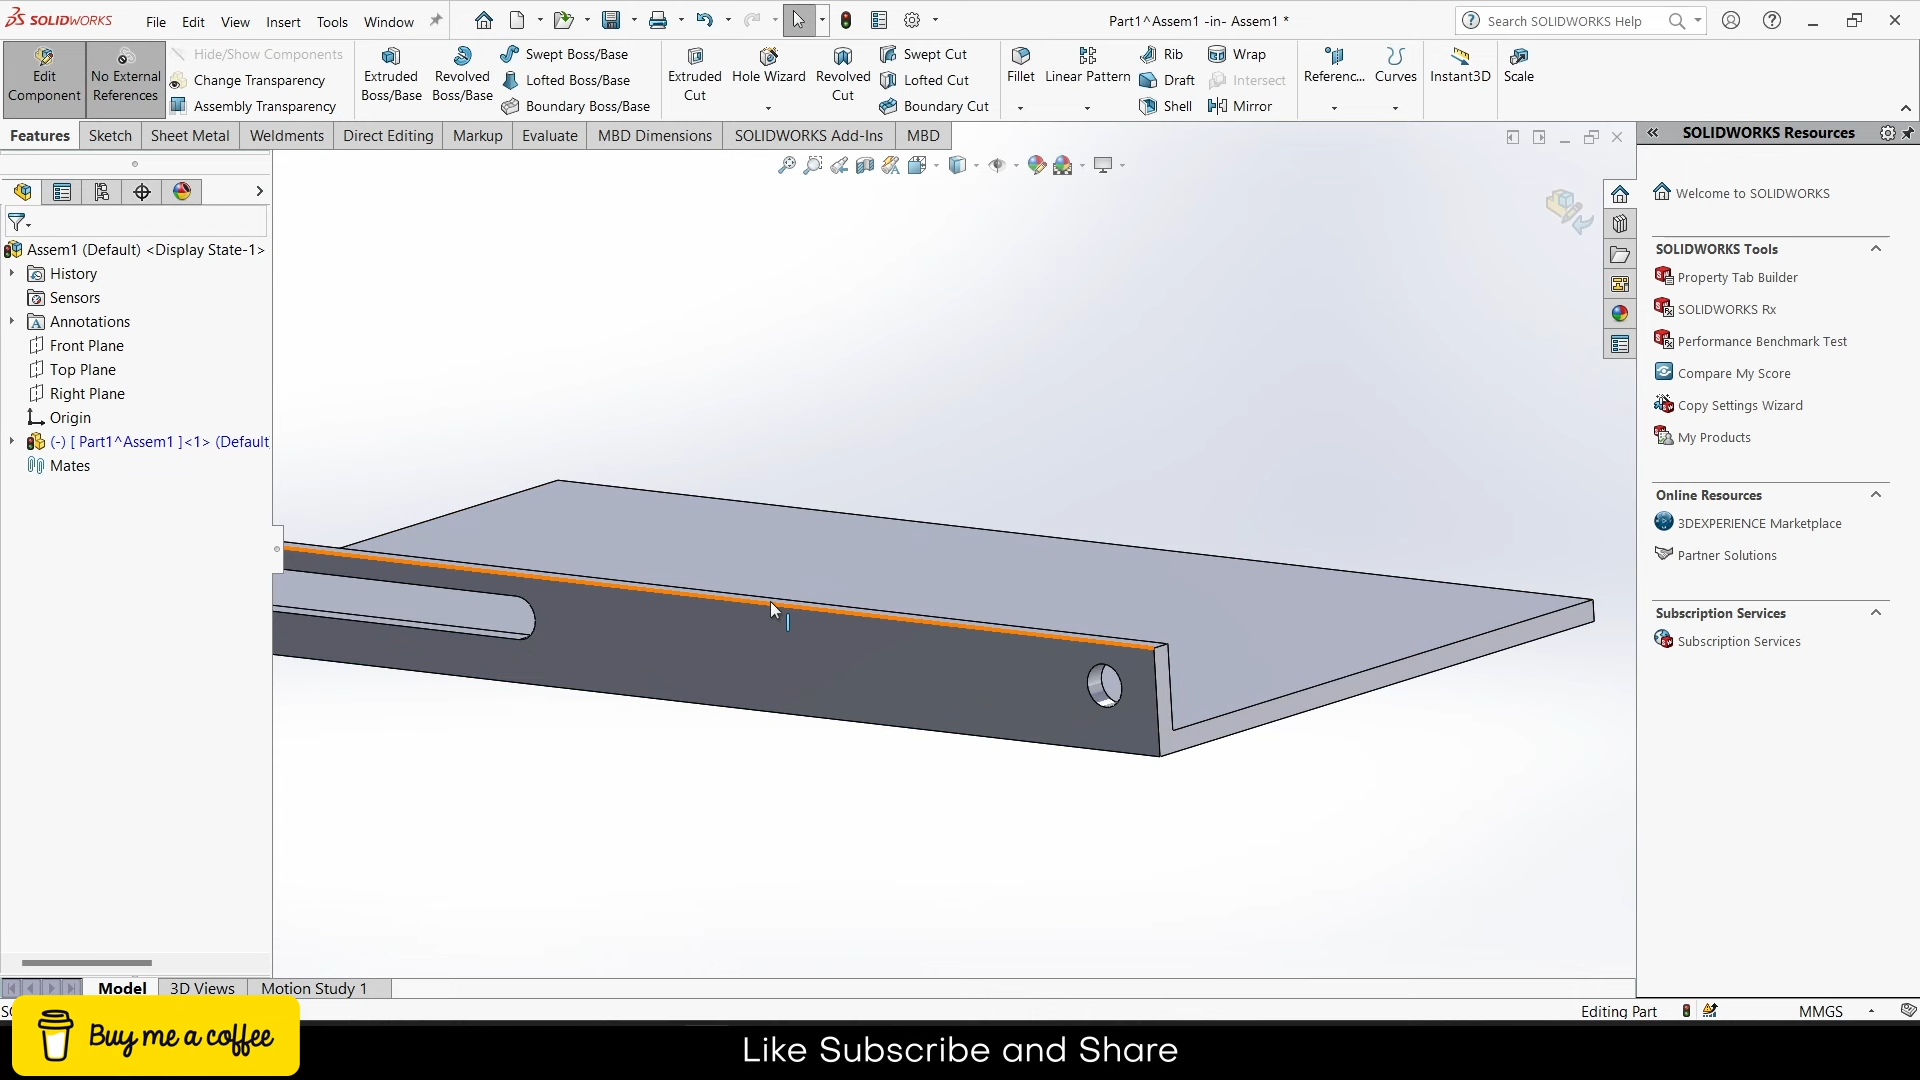 SOLIDWORKS File Edit View Insert Tools Window Part1^Assem1 -in- Assem1 * Search SOLIDWORKS Help
Edit Component
No External References
Hide/Show Components
Change Transparency
Assembly Transparency
Extruded Boss/Base
Revolved Boss/Base
Swept Boss/Base
Lofted Boss/Base
Boundary Boss/Base
Extruded Cut
Hole Wizard
Revolved Cut
Swept Cut
Lofted Cut
Boundary Cut
Fillet
Linear Pattern
Rib
Draft
Shell
Wrap
Intersect
Mirror
Referenc...
Curves
Instant3D
Scale
Features Sketch Sheet Metal Weldments Direct Editing Markup Evaluate MBD Dimensions SOLIDWORKS Add-Ins MBD
Assem1 (Default) <Display State-1>
History
Sensors
Annotations
Front Plane
Top Plane
Right Plane
Origin
(-) [ Part1^Assem1 ]<1> (Default
Mates
SOLIDWORKS Resources
Welcome to SOLIDWORKS
SOLIDWORKS Tools
Property Tab Builder
SOLIDWORKS Rx
Performance Benchmark Test
Compare My Score
Copy Settings Wizard
My Products
Online Resources
3DEXPERIENCE Marketplace
Partner Solutions
Subscription Services
Subscription Services
Model 3D Views Motion Study 1
Editing Part MMGS
Buy me a coffee
Like Subscribe and Share